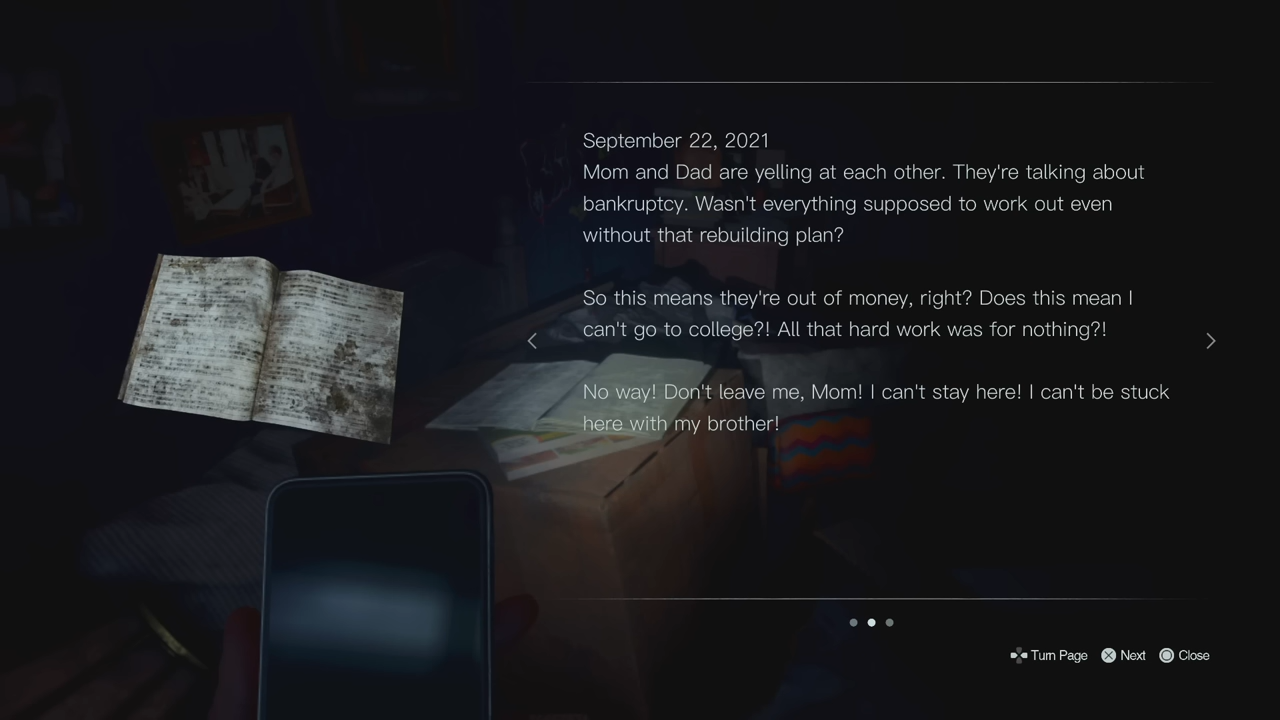 September 22, 2021
Mom and Dad are yelling at each other. They're talking about
bankruptcy. Wasn't everything supposed to work out even
without that rebuilding plan?
So this means they're out of money, right? Does this mean I
can't go to college?! All that hard work was for nothing?!
No way! Don't leave me, Mom! I can't stay here! I can't be stuck
here with my brother!
Turn Page Next Close